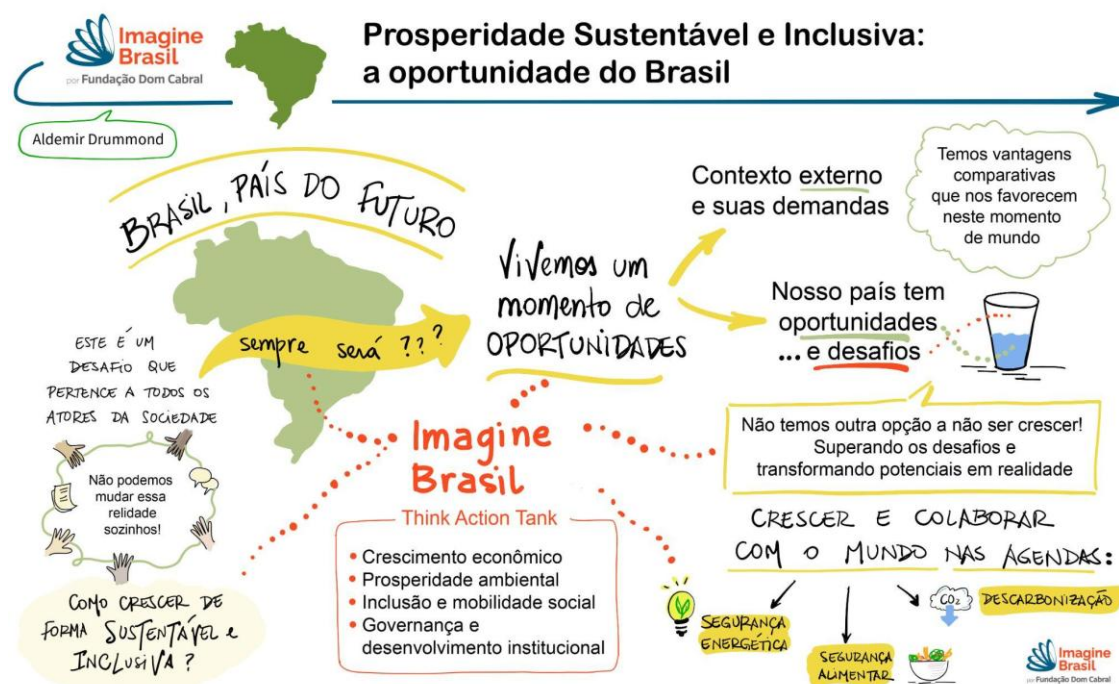 Imagine
Brasil
por Fundação Dom Cabral
Prosperidade Sustentável e Inclusiva:
a oportunidade do Brasil
Aldemir Drummond
BRASIL, PAÍS DO FUTURO
sempre será ???
VIVEMOS UM
MOMENTO DE
OPORTUNIDADES
Contexto externo
e suas demandas
Temos vantagens
comparativas
que nos favorecem
neste momento
de mundo
Nosso país tem
oportunidades
... e desafios
ESTE É UM
DESAFIO QUE
PERTENCE A TODOS OS
ATORES DA SOCIEDADE
Não podemos
mudar essa
relidade
sozinhos!
COMO CRESCER DE
FORMA SUSTENTÁVEL e
INCLUSIVA?
Imagine
Brasil
Think Action Tank
• Crescimento econômico
• Prosperidade ambiental
• Inclusão e mobilidade social
• Governança e
desenvolvimento institucional
Não temos outra opção a não ser crescer!
Superando os desafios e
transformando potenciais em realidade
CRESCER E COLABORAR
COM O MUNDO NAS AGENDAS:
SEGURANÇA
ENERGÉTICA
SEGURANÇA
ALIMENTAR
CO₂
DESCARBONIZAÇÃO
Imagine
Brasil
por Fundação Dom Cabral